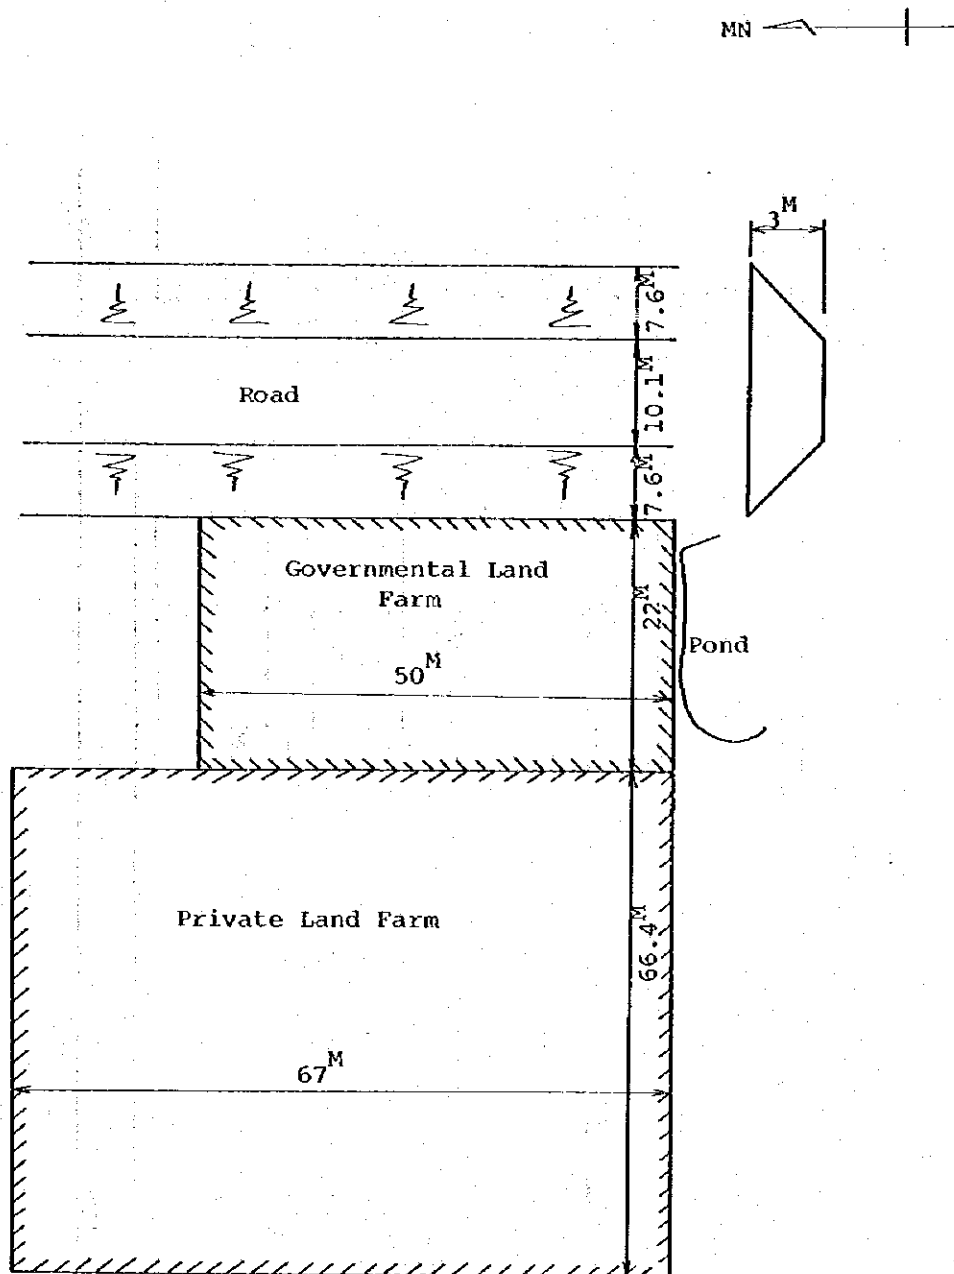 MN
3M
7.6M
Road
10.1M
7.6M
Governmental Land
Farm
22M
50M
Pond
Private Land Farm
66.4M
67M